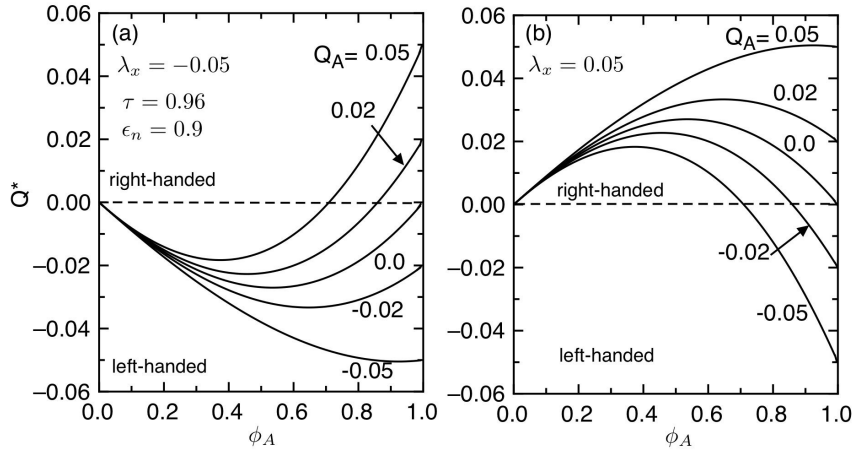 (a)
Q_A= 0.05
λ_x = −0.05
τ = 0.96
ϵ_n = 0.9
0.02
right-handed
0.0
-0.02
left-handed
-0.05
0.06
0.04
0.02
0.00
−0.02
−0.04
−0.06
Q*
0.0 0.2 0.4 0.6 0.8 1.0
ϕ_A
(b)
Q_A= 0.05
λ_x = 0.05
0.02
0.0
right-handed
-0.02
-0.05
left-handed
0.06
0.04
0.02
0.00
−0.02
−0.04
−0.06
0.0 0.2 0.4 0.6 0.8 1.0
ϕ_A